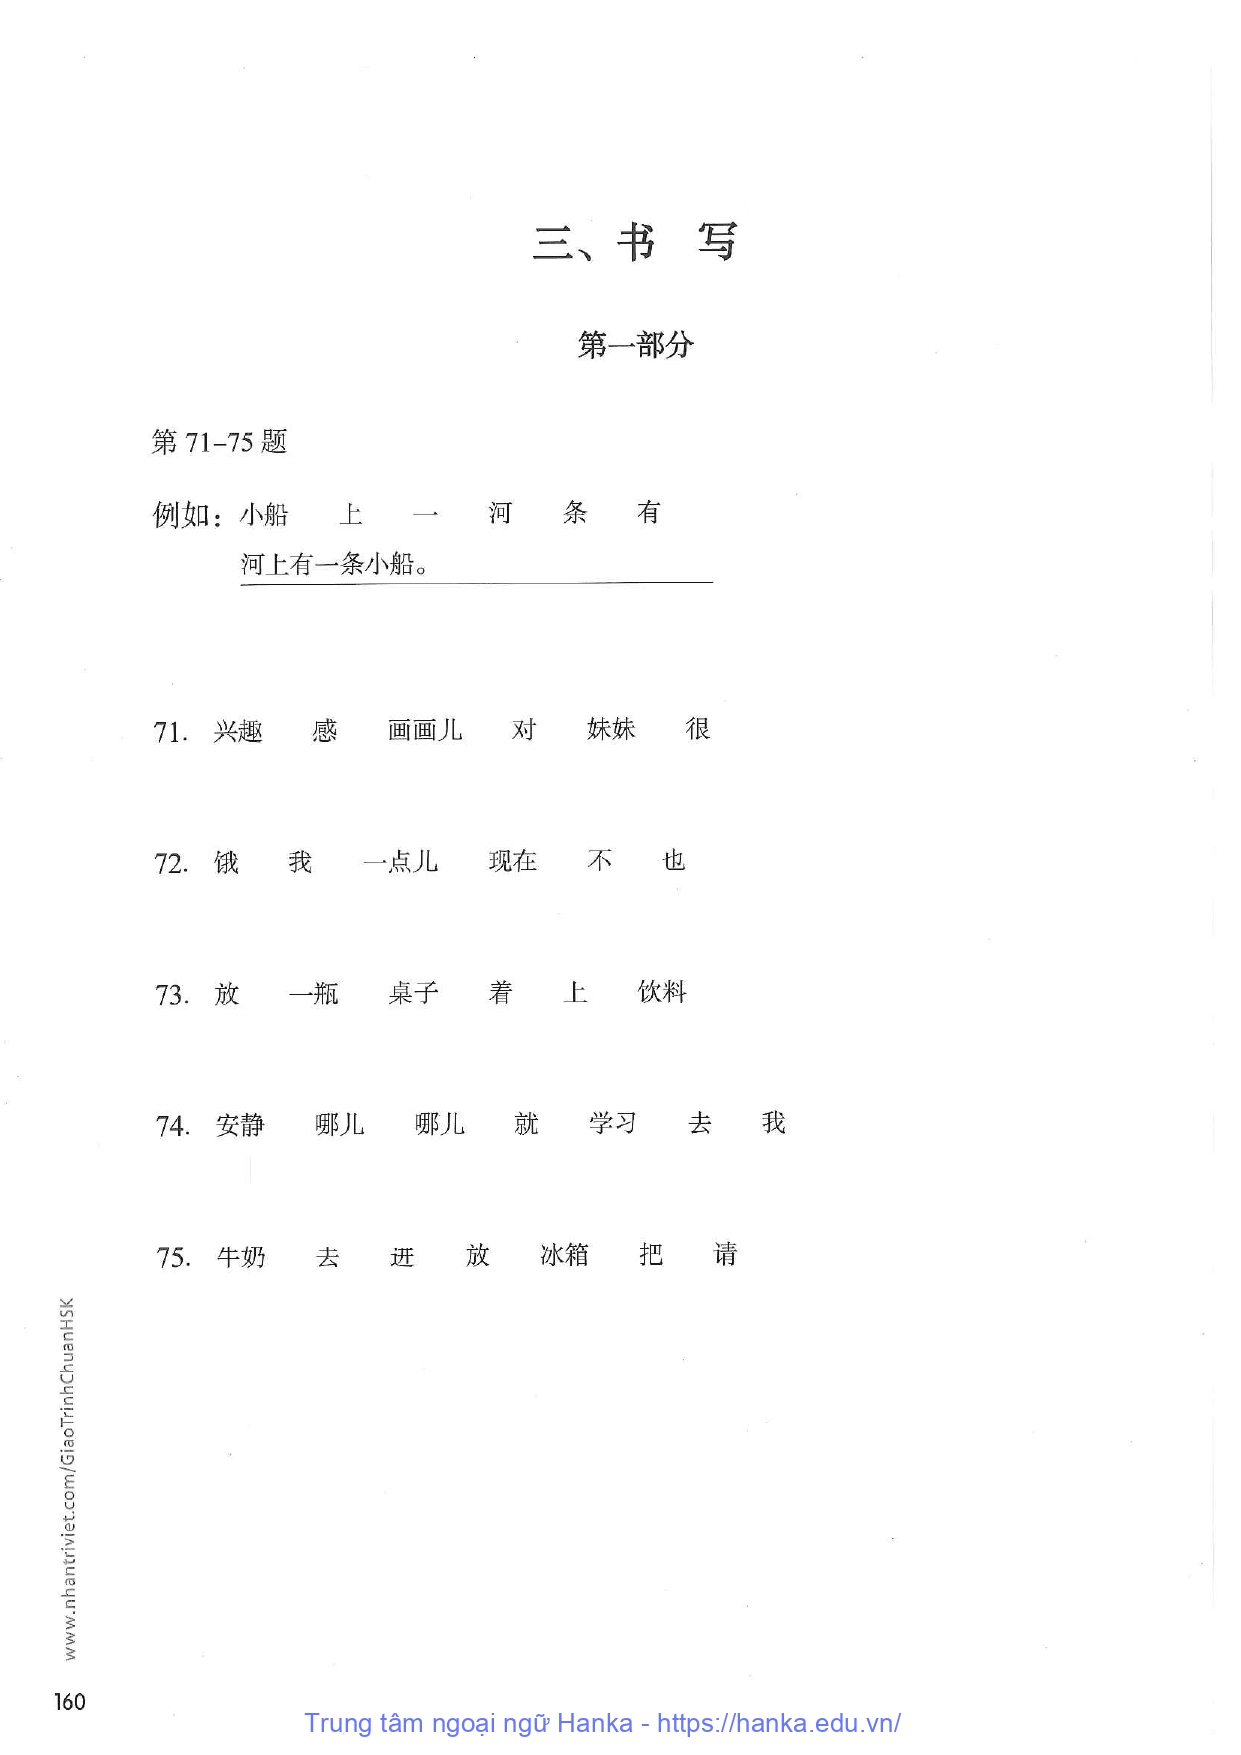 三、书 写
第一部分
第 71–75 题
例如：小船 上 一 河 条 有
河上有一条小船。
71. 兴趣 感 画画儿 对 妹妹 很
72. 饿 我 一点儿 现在 不 也
73. 放 一瓶 桌子 着 上 饮料
74. 安静 哪儿 哪儿 就 学习 去 我
75. 牛奶 去 进 放 冰箱 把 请
www.nhantriviet.com/GiaoTrinhChuanHSK
160
Trung tâm ngoại ngữ Hanka - https://hanka.edu.vn/